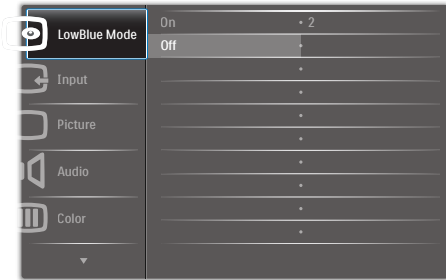 LowBlue Mode
On • 2
Off •
Input •
•
Picture •
•
Audio •
•
Color •
•
▼